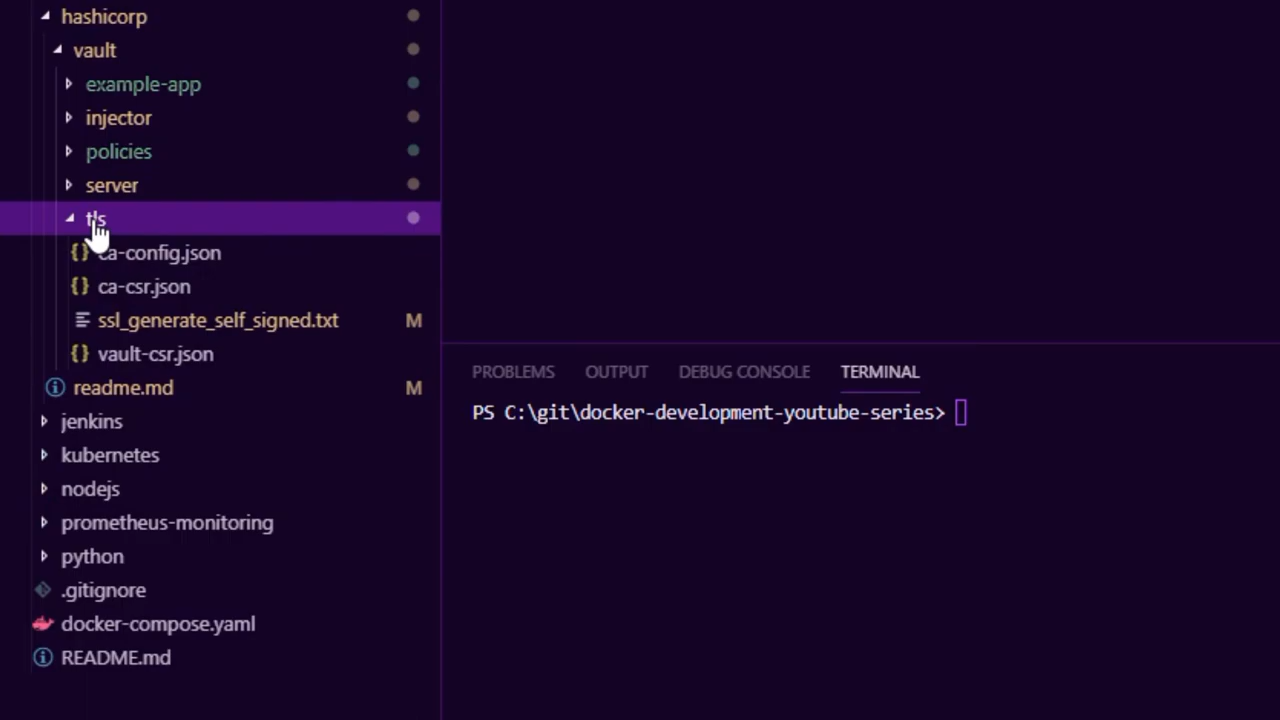 hashicorp
vault
example-app
injector
policies
server
tls
ca-config.json
ca-csr.json
ssl_generate_self_signed.txt M
vault-csr.json
readme.md M
jenkins
kubernetes
nodejs
prometheus-monitoring
python
.gitignore
docker-compose.yaml
README.md
PROBLEMS OUTPUT DEBUG CONSOLE TERMINAL
PS C:\git\docker-development-youtube-series>